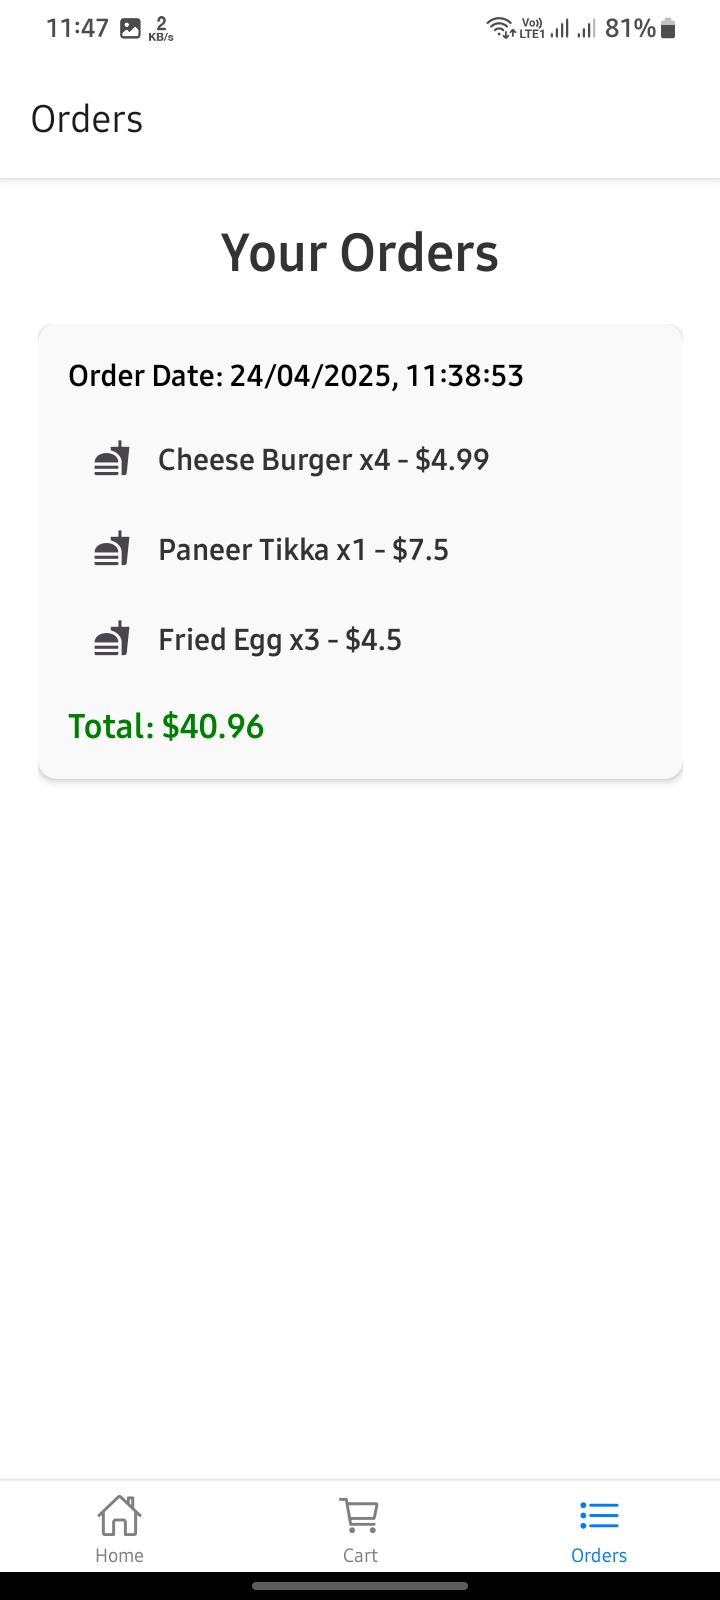 11:47 2 KB/s Vo)) LTE1 81%
Orders
Your Orders
Order Date: 24/04/2025, 11:38:53
Cheese Burger x4 - $4.99
Paneer Tikka x1 - $7.5
Fried Egg x3 - $4.5
Total: $40.96
Home Cart Orders